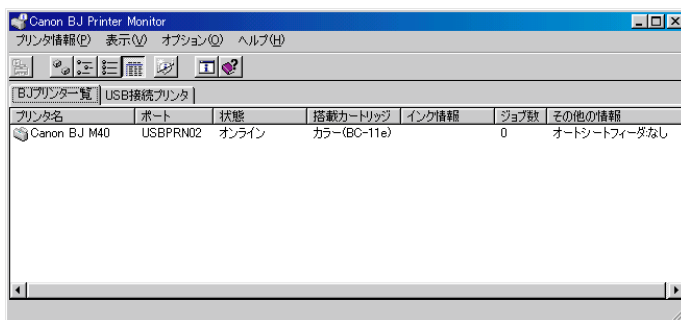 Canon BJ Printer Monitor
プリンタ情報(P) 表示(V) オプション(O) ヘルプ(H)
BJプリンター覧 USB接続プリンタ
プリンタ名 ポート 状態 搭載カートリッジ インク情報 ジョブ数 その他の情報
Canon BJ M40 USBPRN02 オンライン カラー(BC-11e) 0 オートシートフィーダ:なし